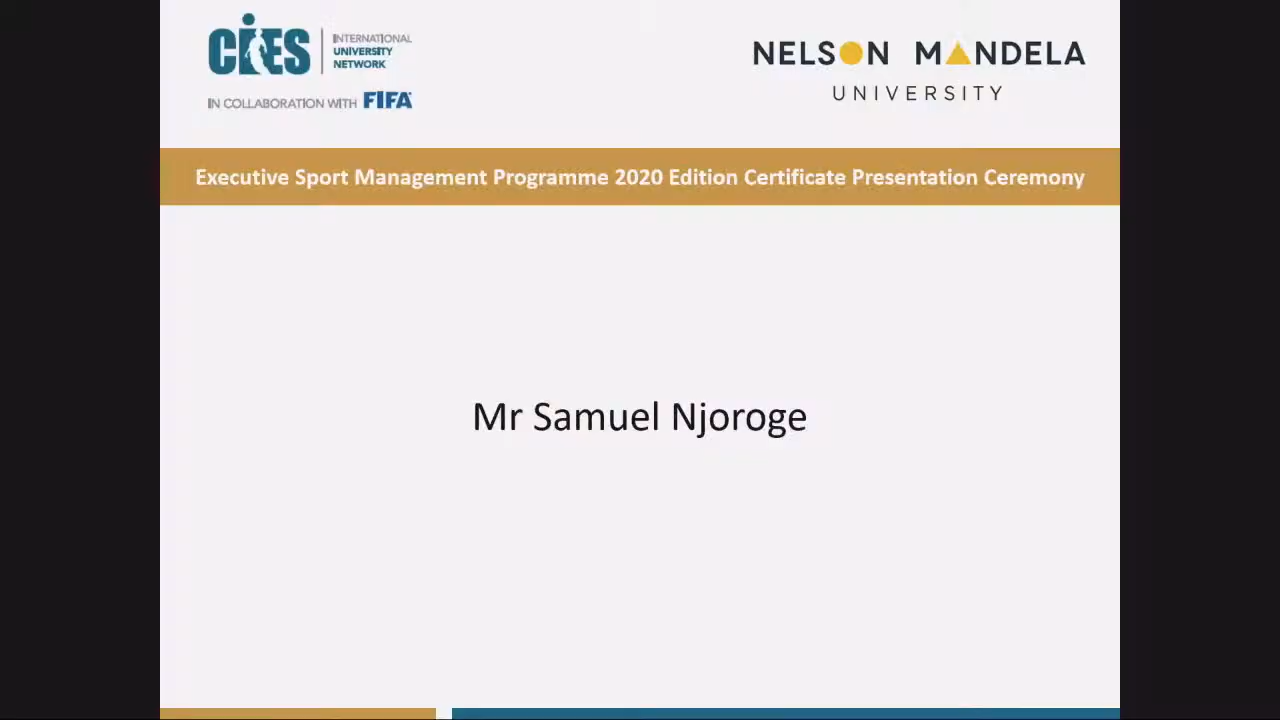 CIES
INTERNATIONAL
UNIVERSITY
NETWORK
IN COLLABORATION WITH FIFA
NELSON MANDELA
UNIVERSITY
Executive Sport Management Programme 2020 Edition Certificate Presentation Ceremony
Mr Samuel Njoroge